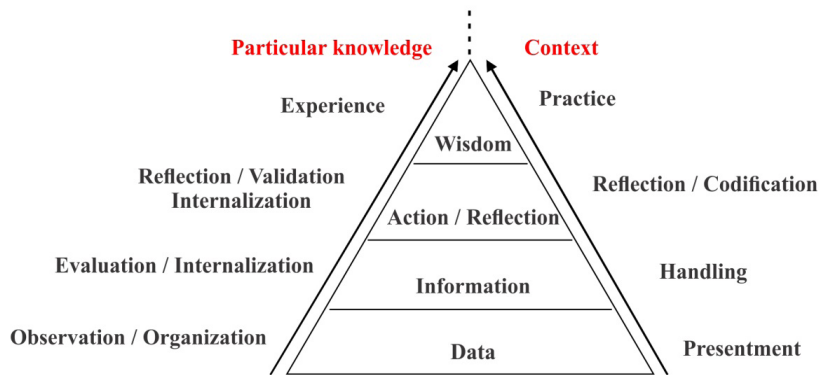 Particular knowledge
Context
Experience
Practice
Wisdom
Reflection / Validation
Internalization
Reflection / Codification
Action / Reflection
Evaluation / Internalization
Handling
Information
Observation / Organization
Data
Presentment